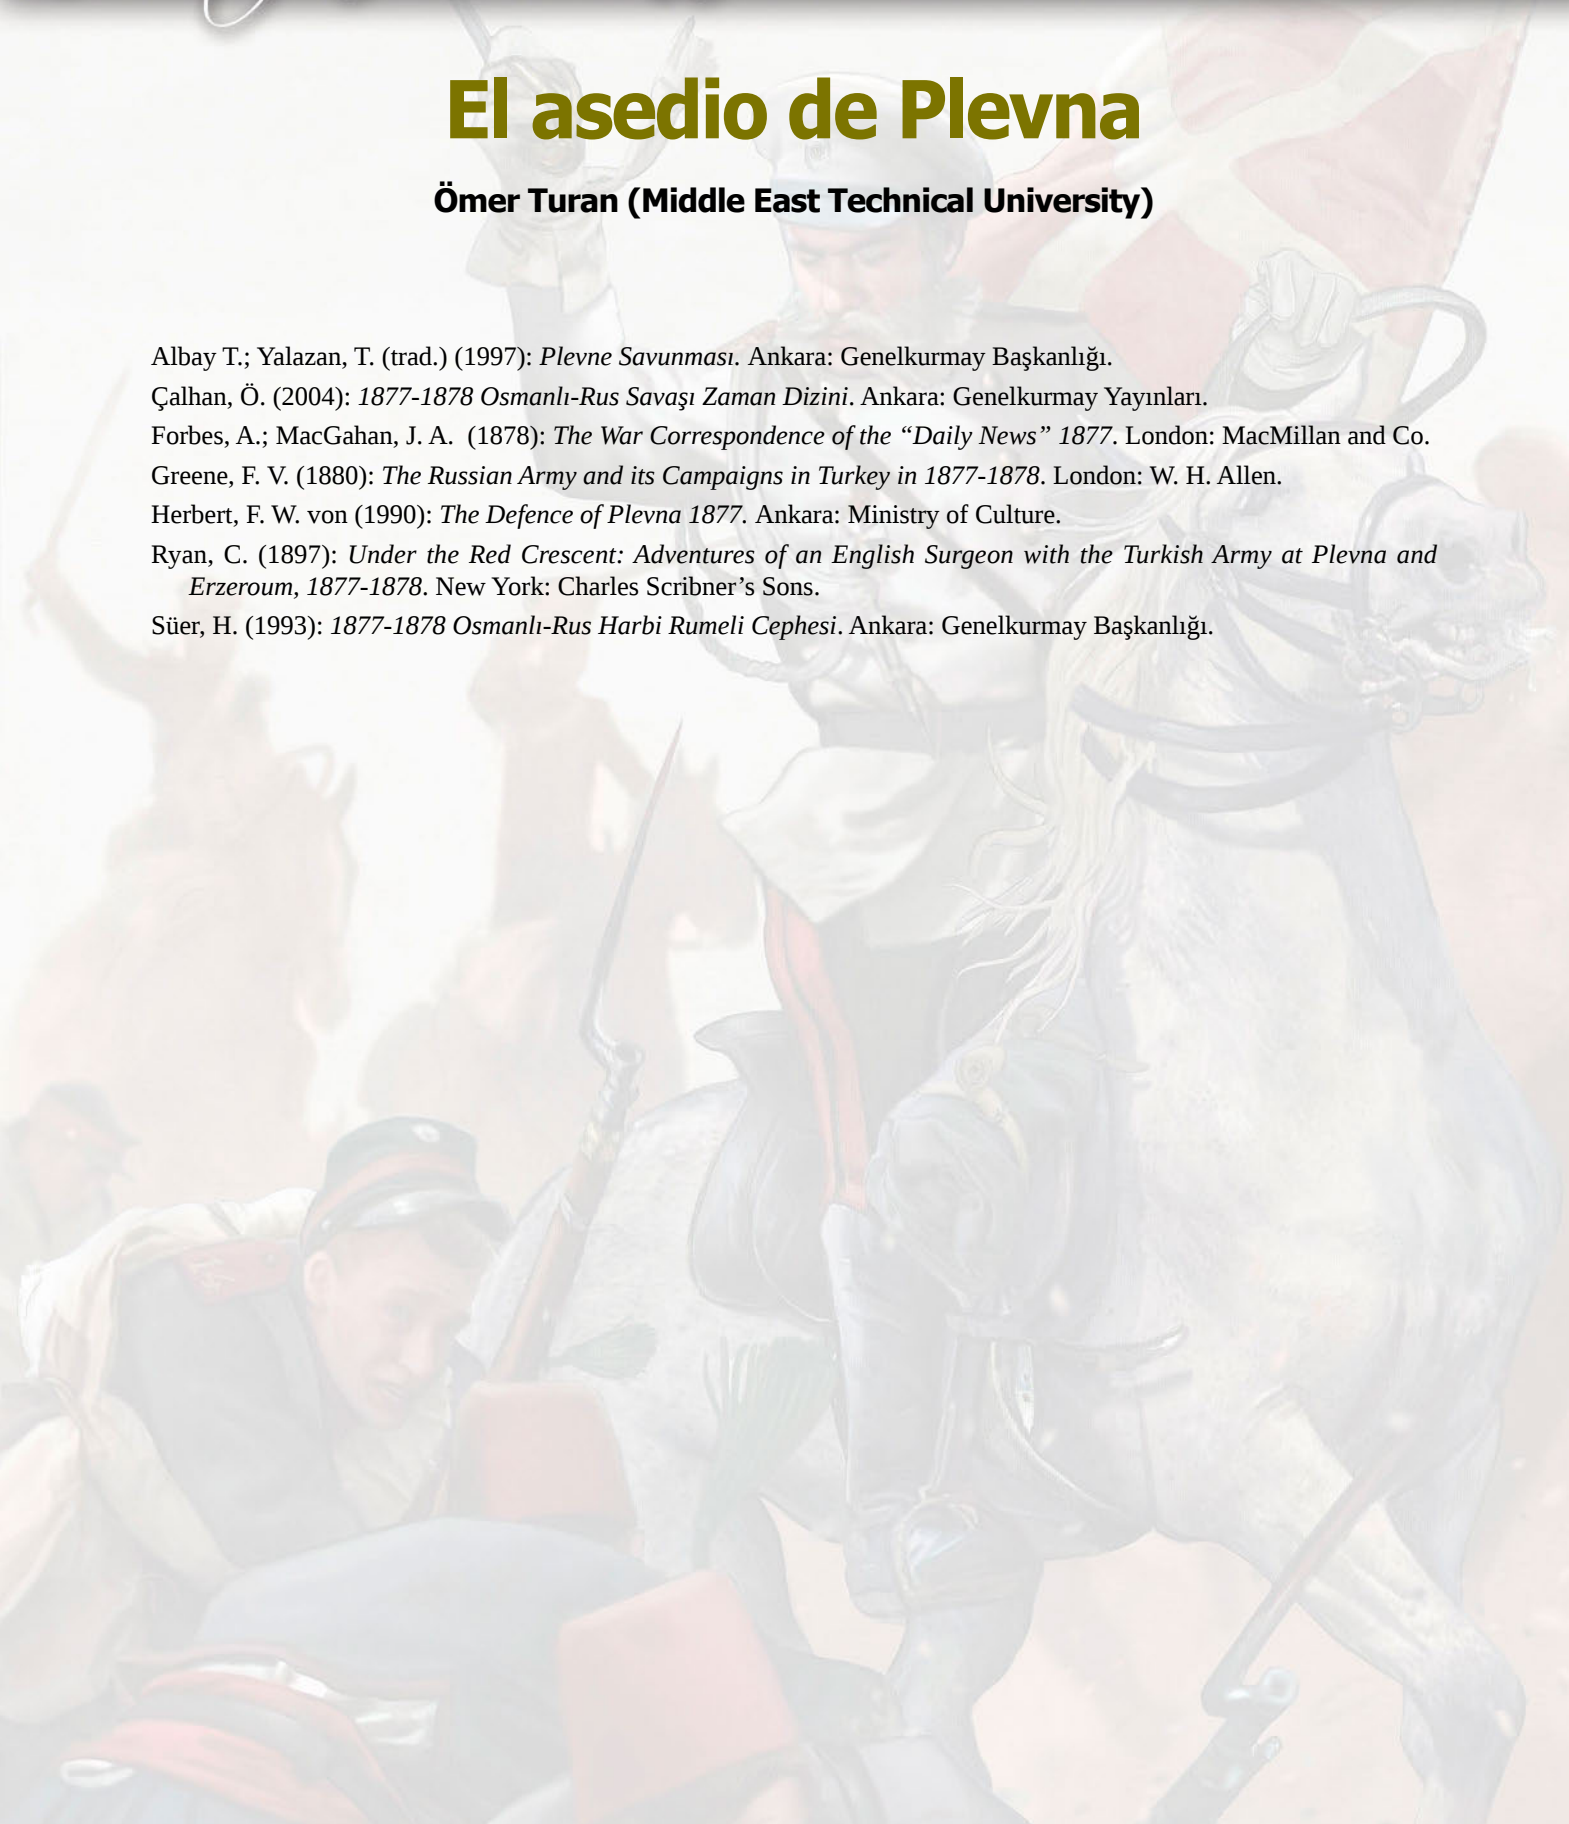 El asedio de Plevna
Ömer Turan (Middle East Technical University)
Albay T.; Yalazan, T. (trad.) (1997): Plevne Savunması. Ankara: Genelkurmay Başkanlığı.
Çalhan, Ö. (2004): 1877-1878 Osmanlı-Rus Savaşı Zaman Dizini. Ankara: Genelkurmay Yayınları.
Forbes, A.; MacGahan, J. A. (1878): The War Correspondence of the “Daily News” 1877. London: MacMillan and Co.
Greene, F. V. (1880): The Russian Army and its Campaigns in Turkey in 1877-1878. London: W. H. Allen.
Herbert, F. W. von (1990): The Defence of Plevna 1877. Ankara: Ministry of Culture.
Ryan, C. (1897): Under the Red Crescent: Adventures of an English Surgeon with the Turkish Army at Plevna and
Erzeroum, 1877-1878. New York: Charles Scribner’s Sons.
Süer, H. (1993): 1877-1878 Osmanlı-Rus Harbi Rumeli Cephesi. Ankara: Genelkurmay Başkanlığı.